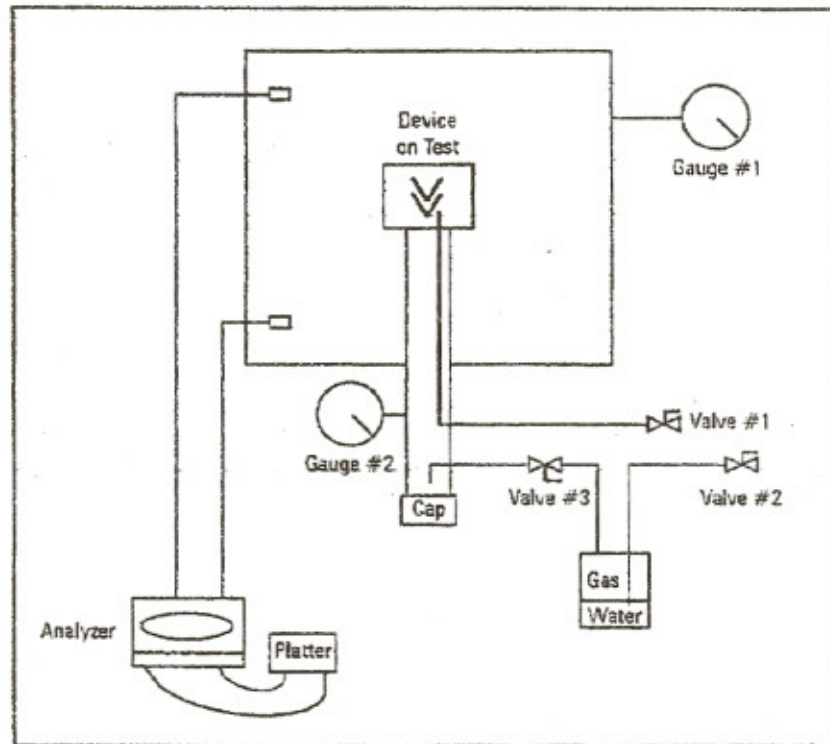 Device
on Test
Gauge #1
Gauge #2
Valve #1
Valve #3
Valve #2
Cap
Gas
Water
Analyzer
Platter